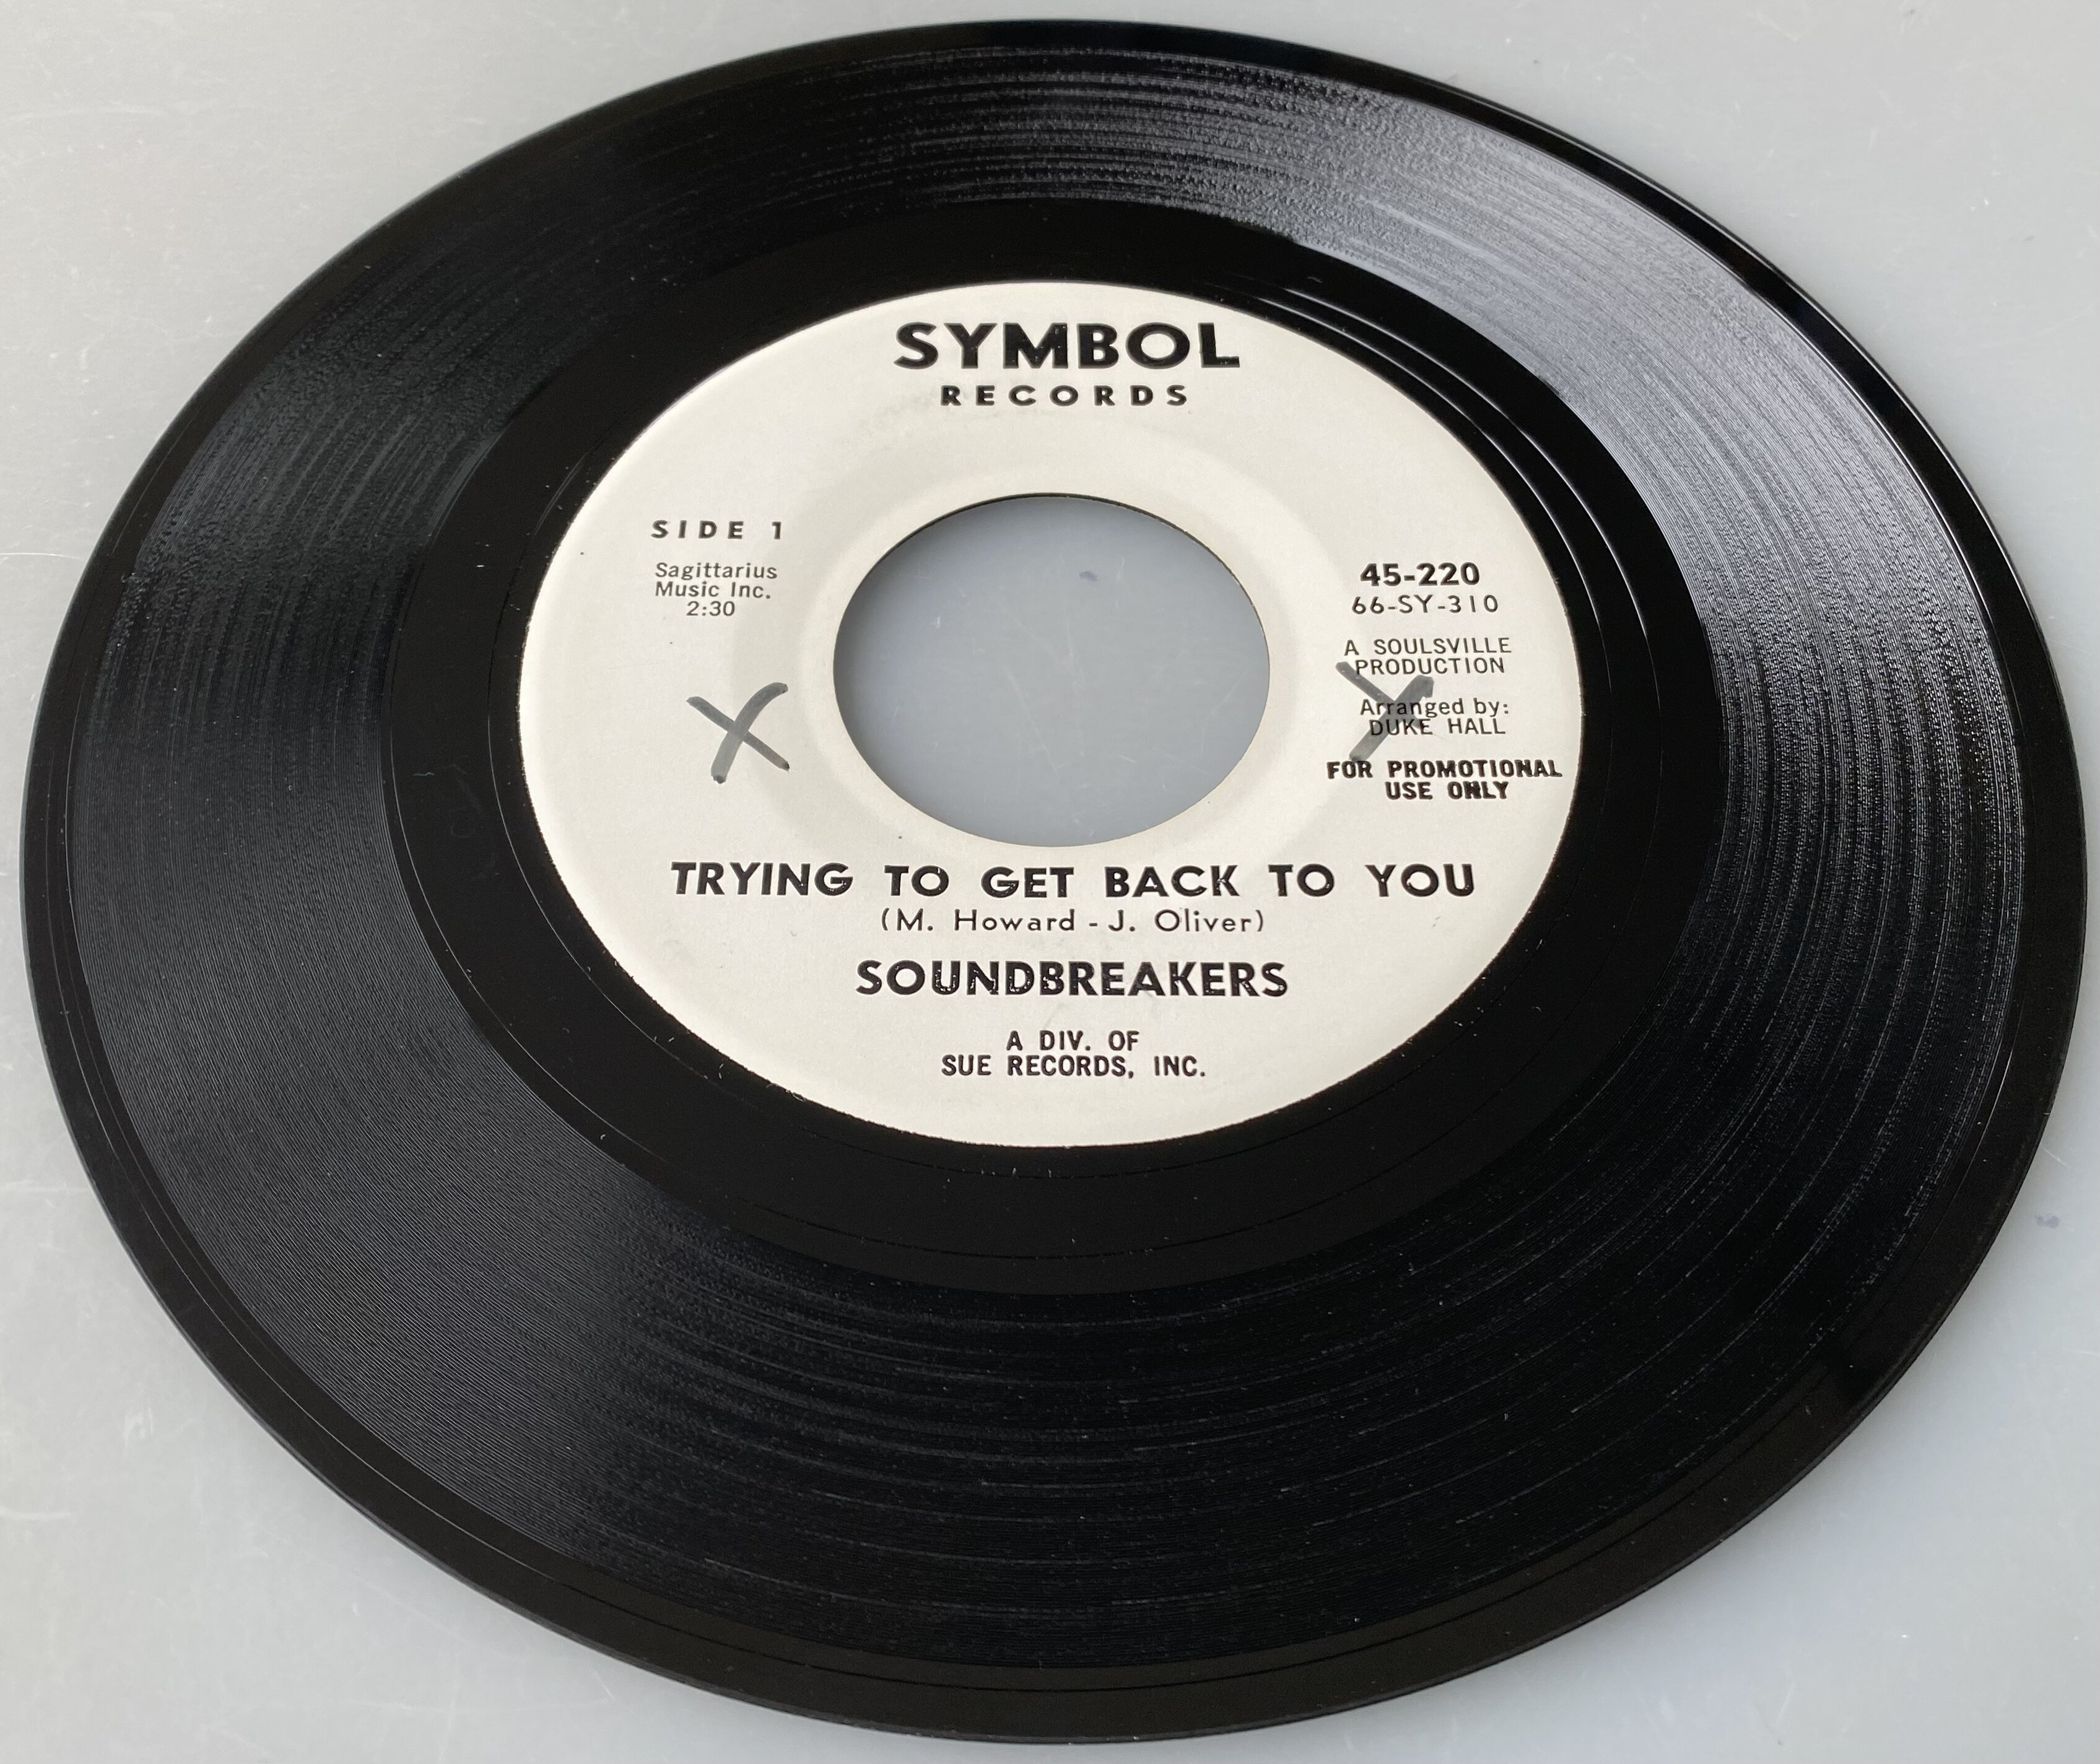 SYMBOL
RECORDS
SIDE 1
Sagittarius
Music Inc.
2:30
X
45-220
66-SY-310
A SOULSVILLE
PRODUCTION
X
Arranged by:
DUKE HALL
FOR PROMOTIONAL
USE ONLY
TRYING TO GET BACK TO YOU
(M. Howard - J. Oliver)
SOUNDBREAKERS
A DIV. OF
SUE RECORDS, INC.